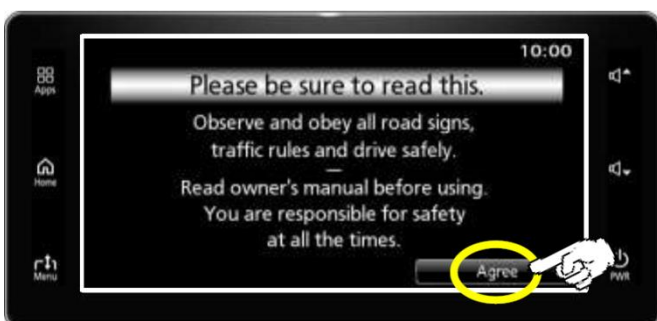 10:00
Apps
Please be sure to read this.
Observe and obey all road signs,
traffic rules and drive safely.
Home
Read owner's manual before using.
You are responsible for safety
at all the times.
Menu
Agree
PWR